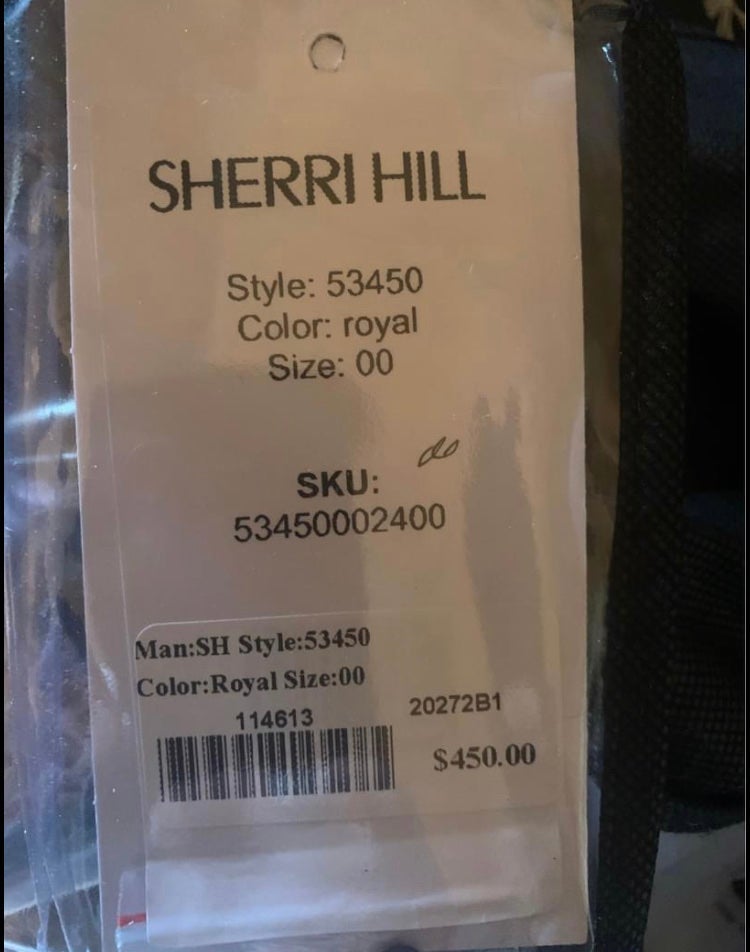 SHERRI HILL
Style: 53450
Color: royal
Size: 00
SKU:
53450002400
Man:SH Style:53450
Color:Royal Size:00
114613
20272B1
$450.00